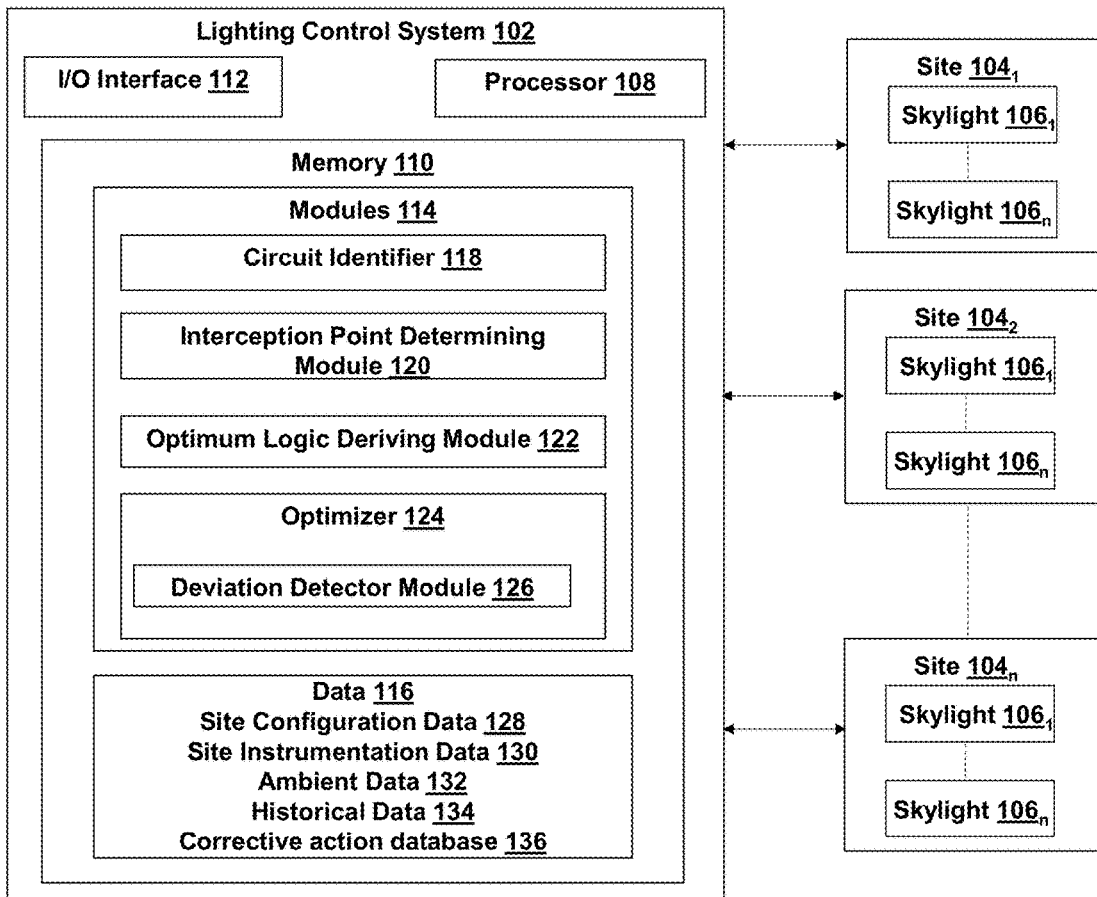 Lighting Control System 102
I/O Interface 112
Processor 108
Memory 110
Modules 114
Circuit Identifier 118
Interception Point Determining
Module 120
Optimum Logic Deriving Module 122
Optimizer 124
Deviation Detector Module 126
Data 116
Site Configuration Data 128
Site Instrumentation Data 130
Ambient Data 132
Historical Data 134
Corrective action database 136
Site 104₁
Skylight 106₁
Skylight 106ₙ
Site 104₂
Skylight 106₁
Skylight 106ₙ
Site 104ₙ
Skylight 106₁
Skylight 106ₙ